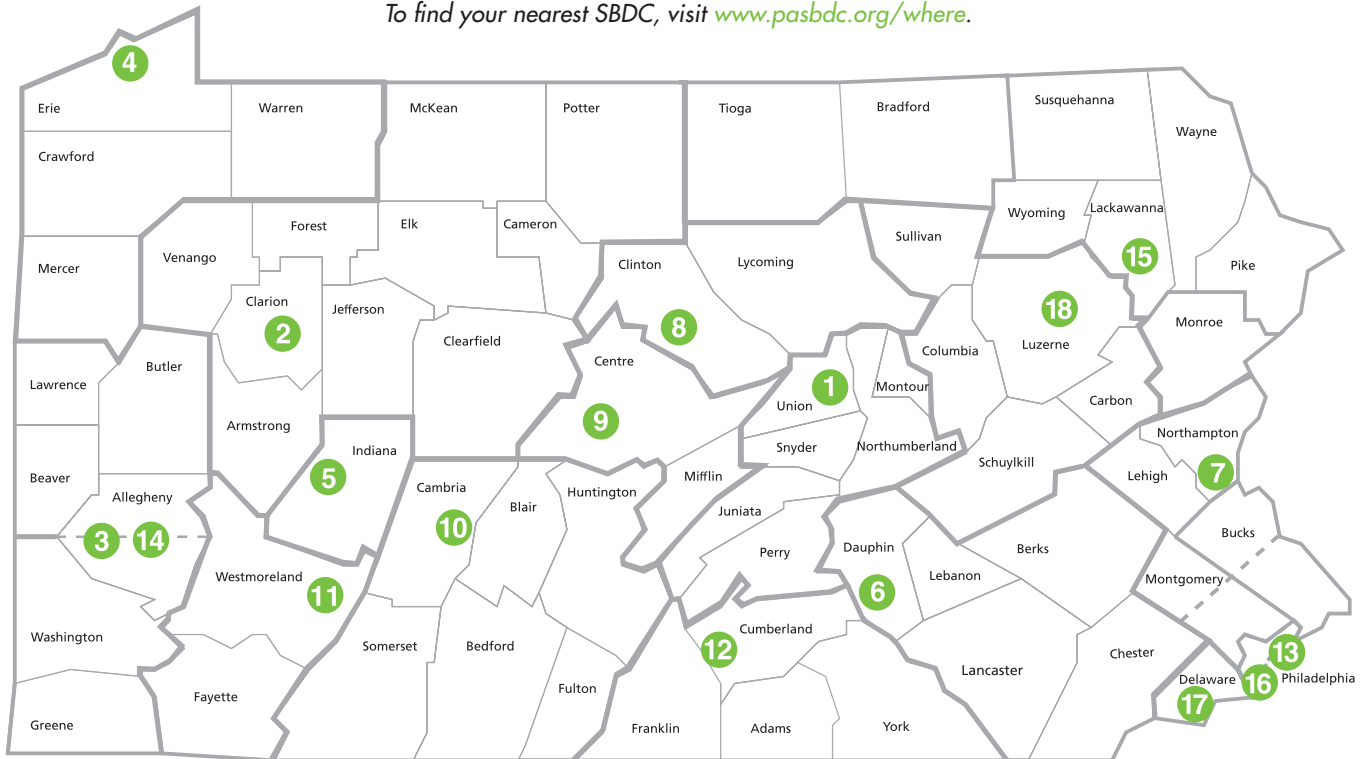 To find your nearest SBDC, visit www.pasbdc.org/where.
4
Erie
Warren
McKean
Potter
Tioga
Bradford
Susquehanna
Wayne
Crawford
Wyoming
Lackawanna
Forest
Elk
Cameron
Sullivan
15
Mercer
Venango
Clinton
Lycoming
Pike
Clarion
Jefferson
18
2
8
Monroe
Clearfield
Luzerne
Columbia
Butler
Centre
Lawrence
1
Montour
Union
Carbon
9
Armstrong
Northampton
Indiana
Snyder
Northumberland
Schuylkill
5
Beaver
Mifflin
Lehigh
7
Cambria
Huntington
Allegheny
Blair
Juniata
10
Bucks
3
14
Dauphin
Berks
Perry
Westmoreland
Lebanon
Montgomery
11
6
Cumberland
Washington
12
Somerset
Bedford
Chester
13
Lancaster
Delaware
16
Philadelphia
Fulton
Fayette
17
Greene
Franklin
Adams
York